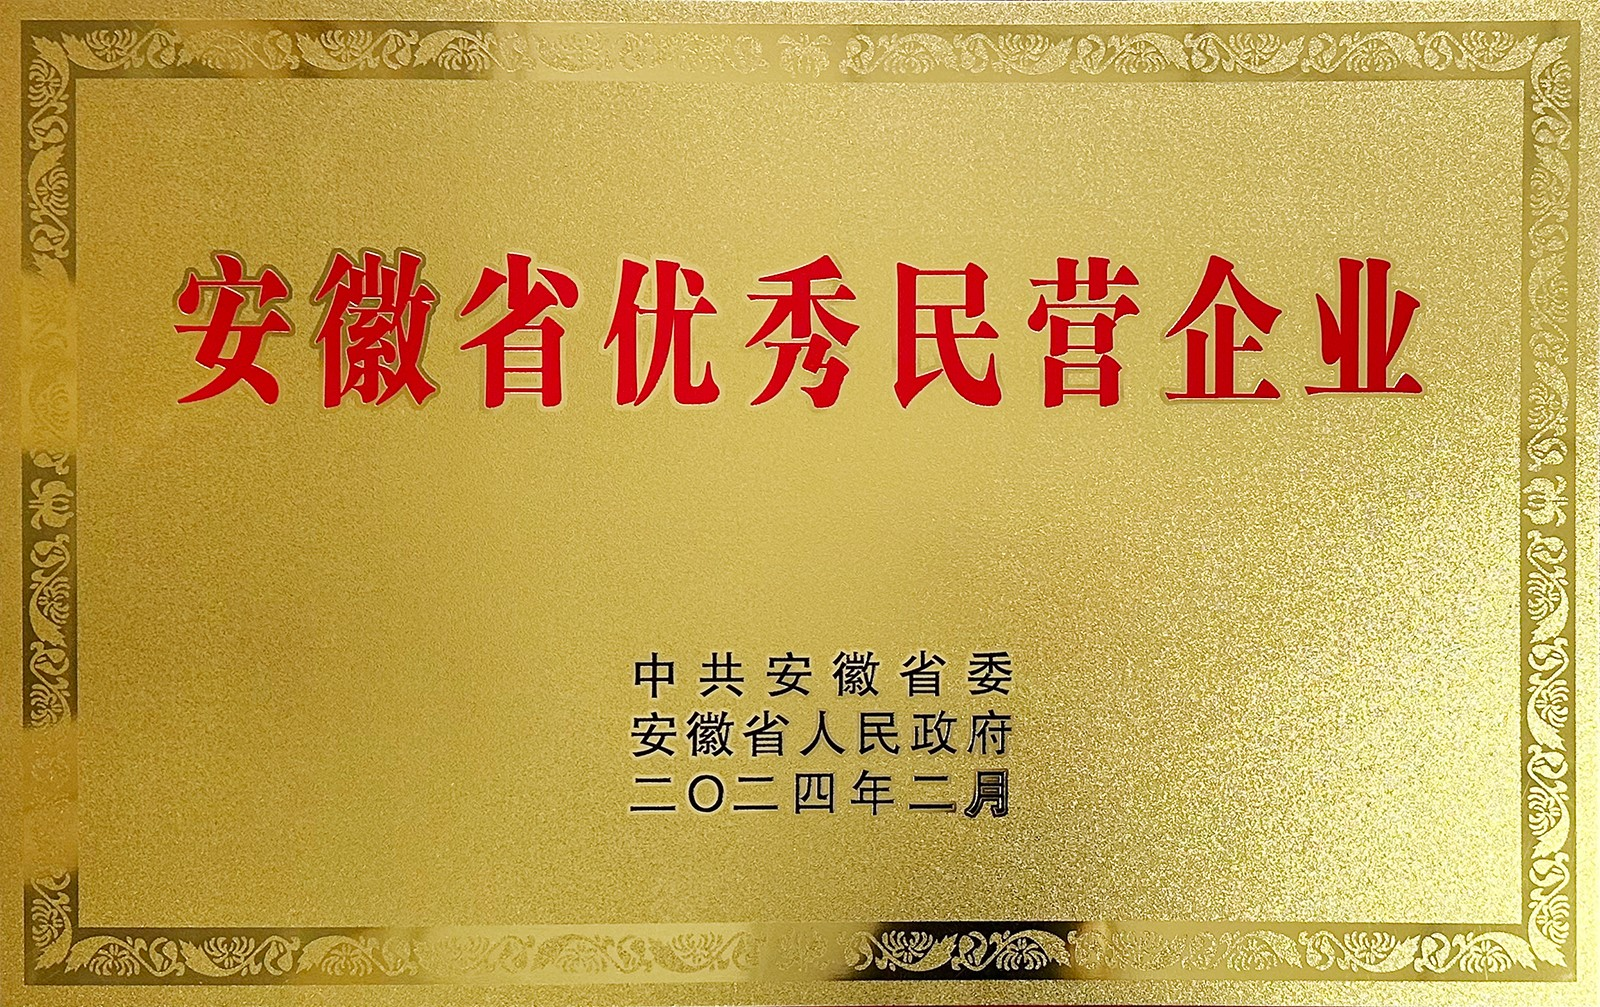 安徽省优秀民营企业
中共安徽省委
安徽省人民政府
二〇二四年二月